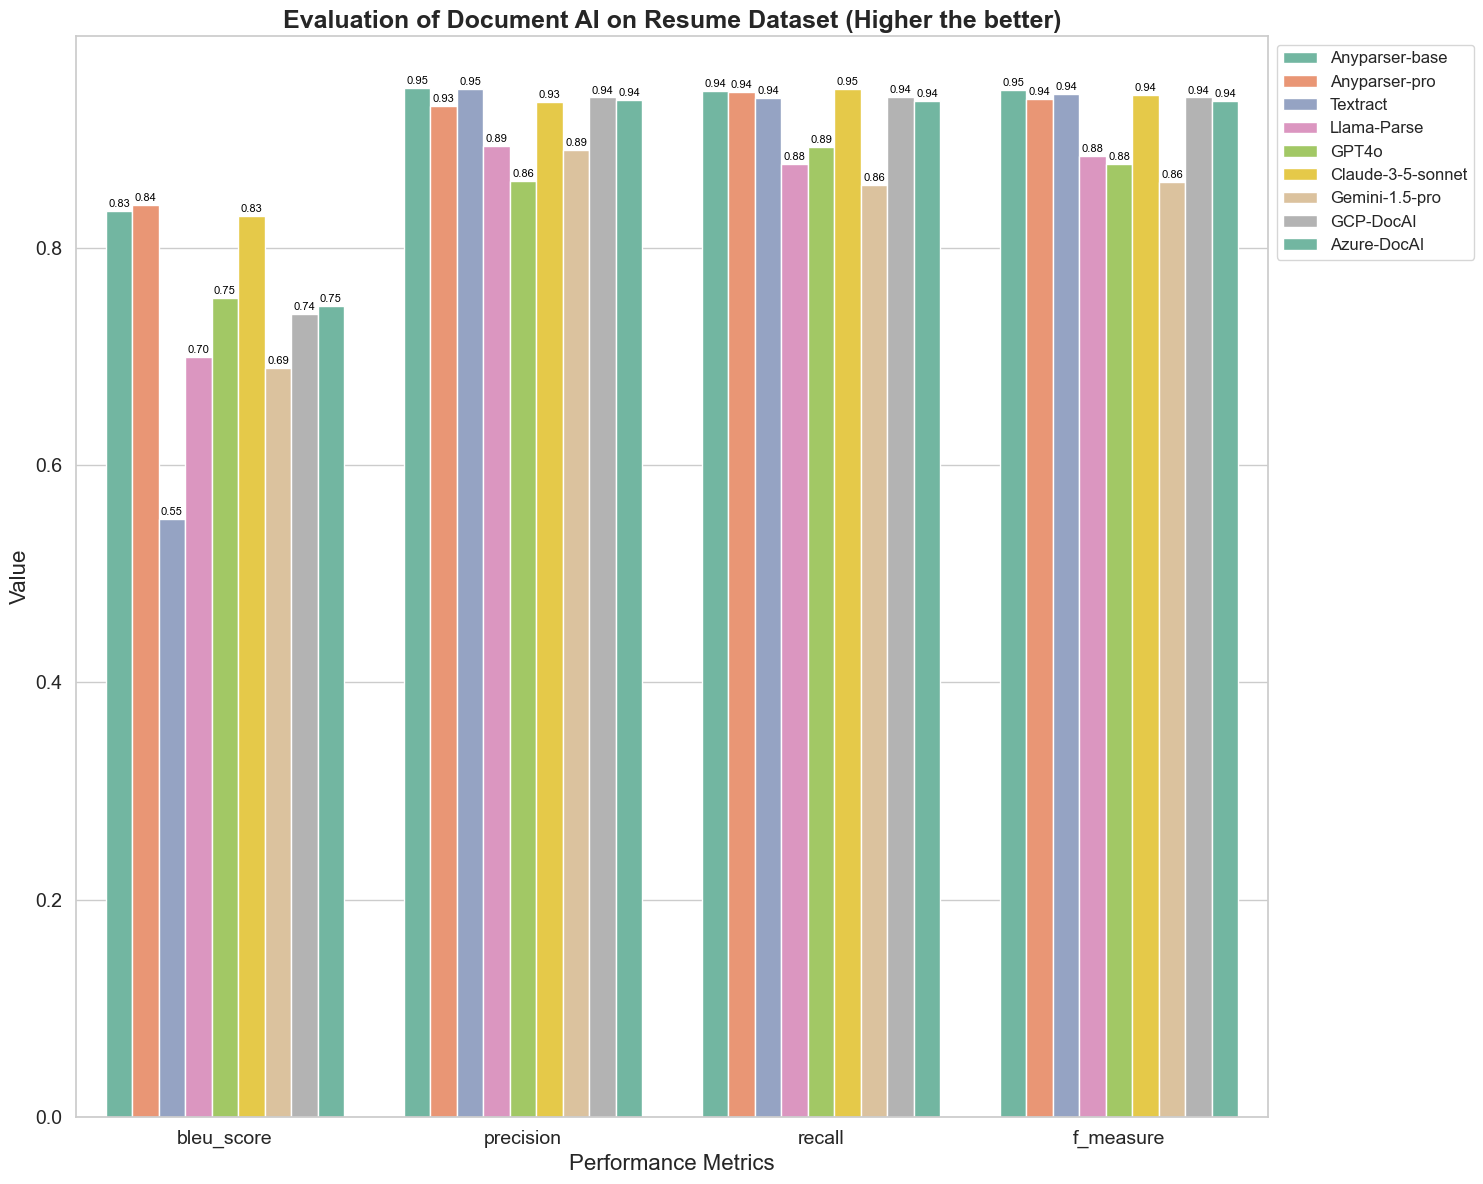 Evaluation of Document AI on Resume Dataset (Higher the better)
Anyparser-base
Anyparser-pro
Textract
Llama-Parse
GPT4o
Claude-3-5-sonnet
Gemini-1.5-pro
GCP-DocAI
Azure-DocAI
Value
0.8
0.6
0.4
0.2
0.0
0.83 0.84 0.55 0.70 0.75 0.83 0.69 0.74 0.75
0.95 0.93 0.95 0.89 0.86 0.93 0.89 0.94 0.94
0.94 0.94 0.94 0.88 0.89 0.95 0.86 0.94 0.94
0.95 0.94 0.94 0.88 0.88 0.94 0.86 0.94 0.94
bleu_score precision recall f_measure
Performance Metrics